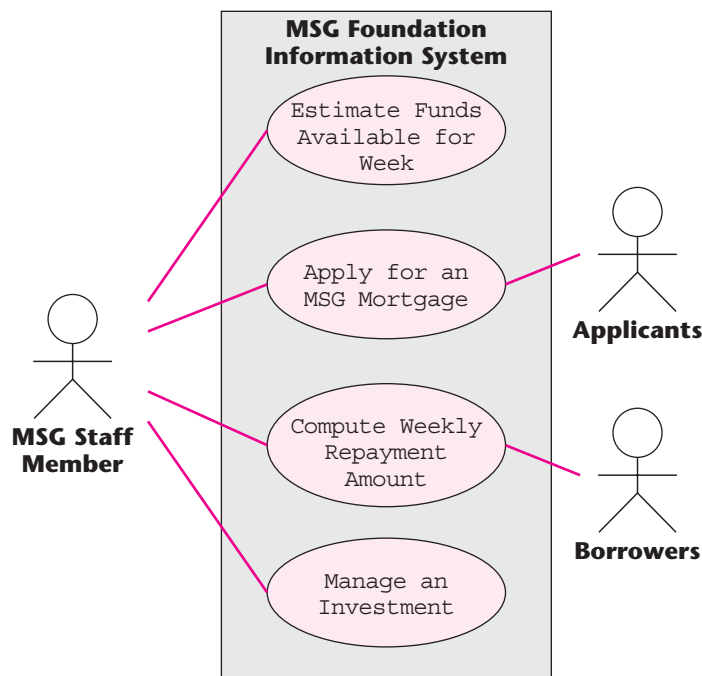 MSG Foundation
Information System
Estimate Funds
Available for
Week
Apply for an
MSG Mortgage
Applicants
MSG Staff
Member
Compute Weekly
Repayment
Amount
Borrowers
Manage an
Investment